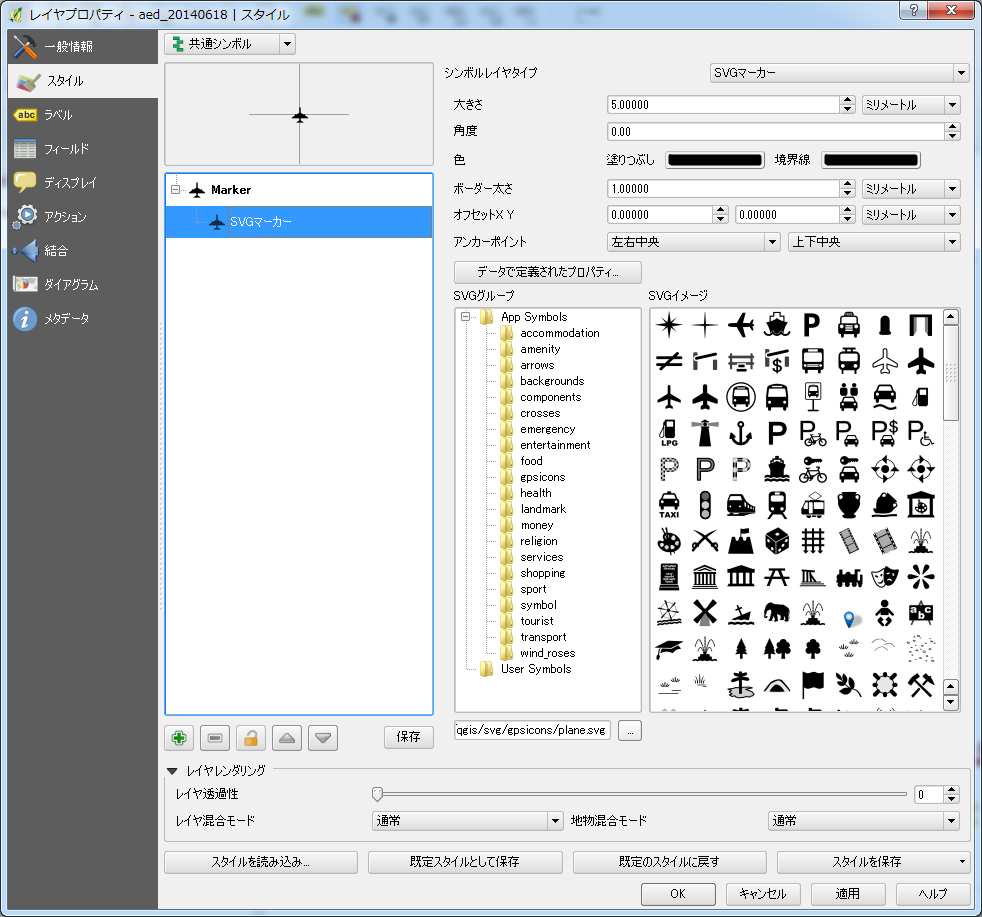 レイヤプロパティ - aed_20140618 | スタイル
一般情報
スタイル
abc ラベル
フィールド
ディスプレイ
アクション
結合
ダイアグラム
メタデータ
共通シンボル
Marker
SVGマーカー
保存
シンボルレイヤタイプ
SVGマーカー
大きさ
5.00000
ミリメートル
角度
0.00
色
塗りつぶし
境界線
ボーダー太さ
1.00000
ミリメートル
オフセットX Y
0.00000
0.00000
ミリメートル
アンカーポイント
左右中央
上下中央
データで定義されたプロパティ...
SVGグループ
App Symbols
accommodation
amenity
arrows
backgrounds
components
crosses
emergency
entertainment
food
gpsicons
health
landmark
money
religion
services
shopping
sport
symbol
tourist
transport
wind_roses
User Symbols
SVGイメージ
LPG
TAXI
qgis/svg/gpsicons/plane.svg
...
レイヤレンダリング
レイヤ透過性
0
レイヤ混合モード
通常
地物混合モード
通常
スタイルを読み込み...
既定スタイルとして保存
既定のスタイルに戻す
スタイルを保存
OK
キャンセル
適用
ヘルプ